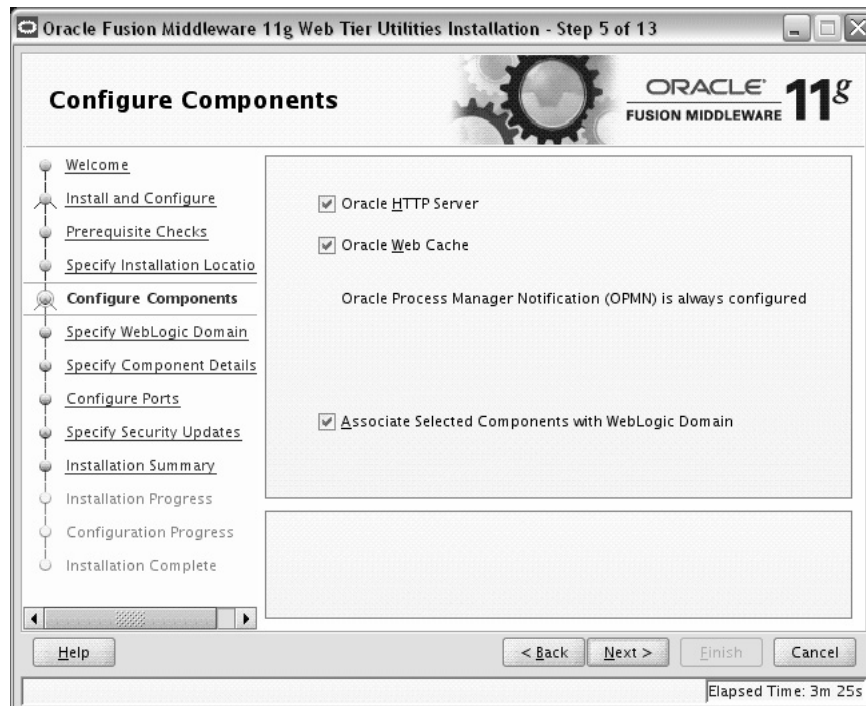 Oracle Fusion Middleware 11g Web Tier Utilities Installation - Step 5 of 13
Configure Components
ORACLE
FUSION MIDDLEWARE
11g
Welcome
Install and Configure
Prerequisite Checks
Specify Installation Locatio
Configure Components
Specify WebLogic Domain
Specify Component Details
Configure Ports
Specify Security Updates
Installation Summary
Installation Progress
Configuration Progress
Installation Complete
Oracle HTTP Server
Oracle Web Cache
Oracle Process Manager Notification (OPMN) is always configured
Associate Selected Components with WebLogic Domain
Help
< Back
Next >
Finish
Cancel
Elapsed Time: 3m 25s